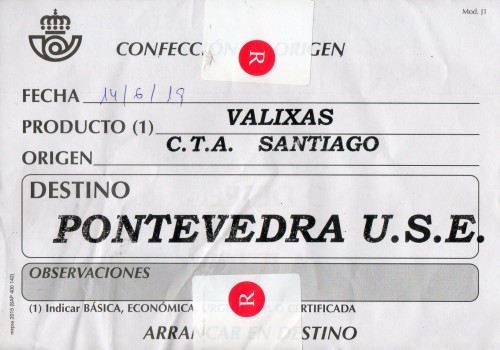 Mod. J1
CONFECCIÓN ORIGEN
R
FECHA 14/6/19
PRODUCTO (1) VALIXAS
ORIGEN C.T.A. SANTIAGO
DESTINO
PONTEVEDRA U.S.E.
OBSERVACIONES
R
(1) Indicar BÁSICA, ECONÓMICA, O CERTIFICADA
ARRANCAR EN DESTINO